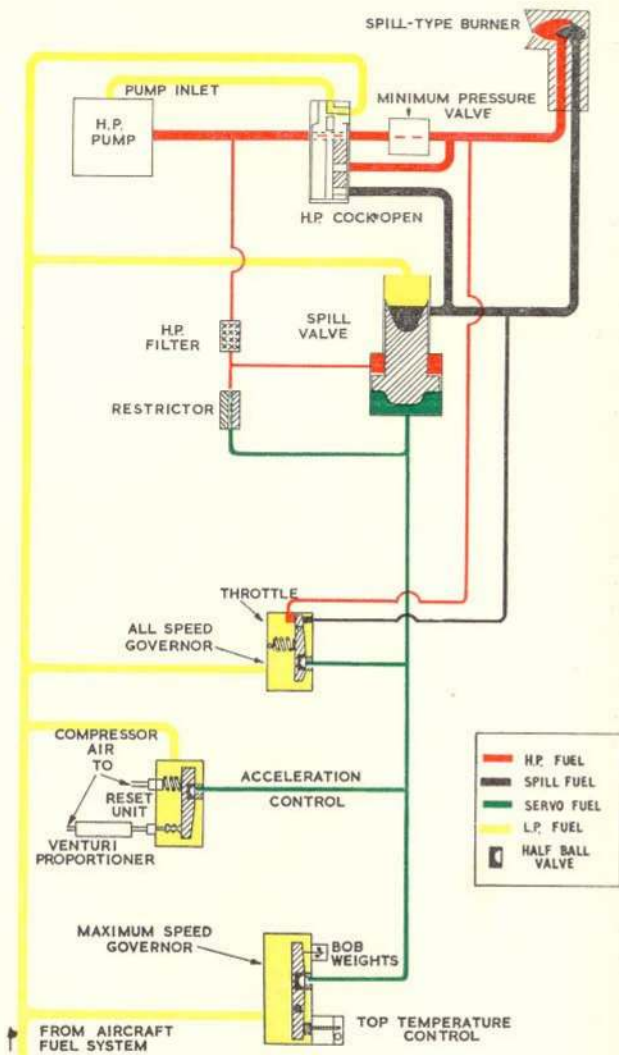 SPILL-TYPE BURNER
PUMP INLET
MINIMUM PRESSURE
VALVE
H.P.
PUMP
H.P. COCK OPEN
H.P.
FILTER
SPILL
VALVE
RESTRICTOR
THROTTLE
ALL SPEED
GOVERNOR
COMPRESSOR
AIR
TO
RESET
UNIT
VENTURI
PROPORTIONER
ACCELERATION
CONTROL
H.P. FUEL
SPILL FUEL
SERVO FUEL
L.P. FUEL
HALF BALL
VALVE
MAXIMUM SPEED
GOVERNOR
BOB
WEIGHTS
TOP TEMPERATURE
CONTROL
FROM AIRCRAFT
FUEL SYSTEM